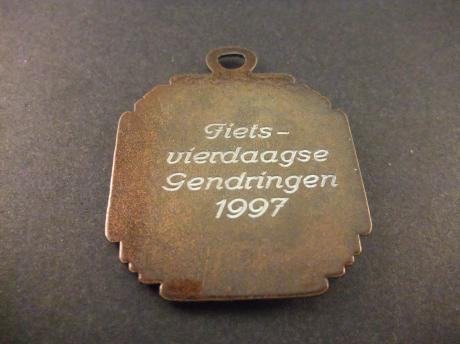 Fiets-
vierdaagse
Gendringen
1997